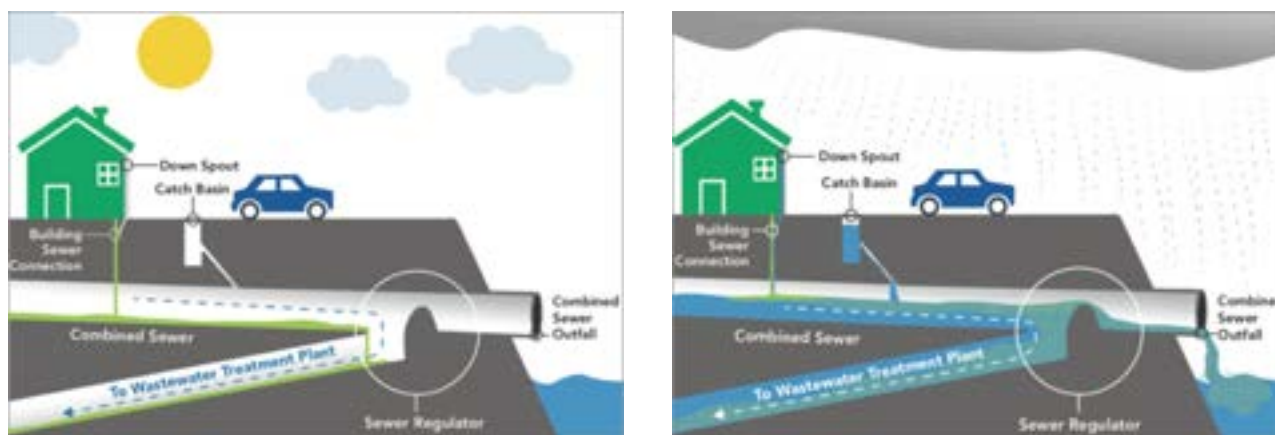 Down Spout
Catch Basin
Building
Sewer
Connection
Combined
Sewer
Outfall
Combined Sewer
To Wastewater Treatment Plant
Sewer Regulator
Down Spout
Catch Basin
Building
Sewer
Connection
Combine
Sewer
Outfall
Combined Sewer
To Wastewater Treatment Plant
Sewer Regulator